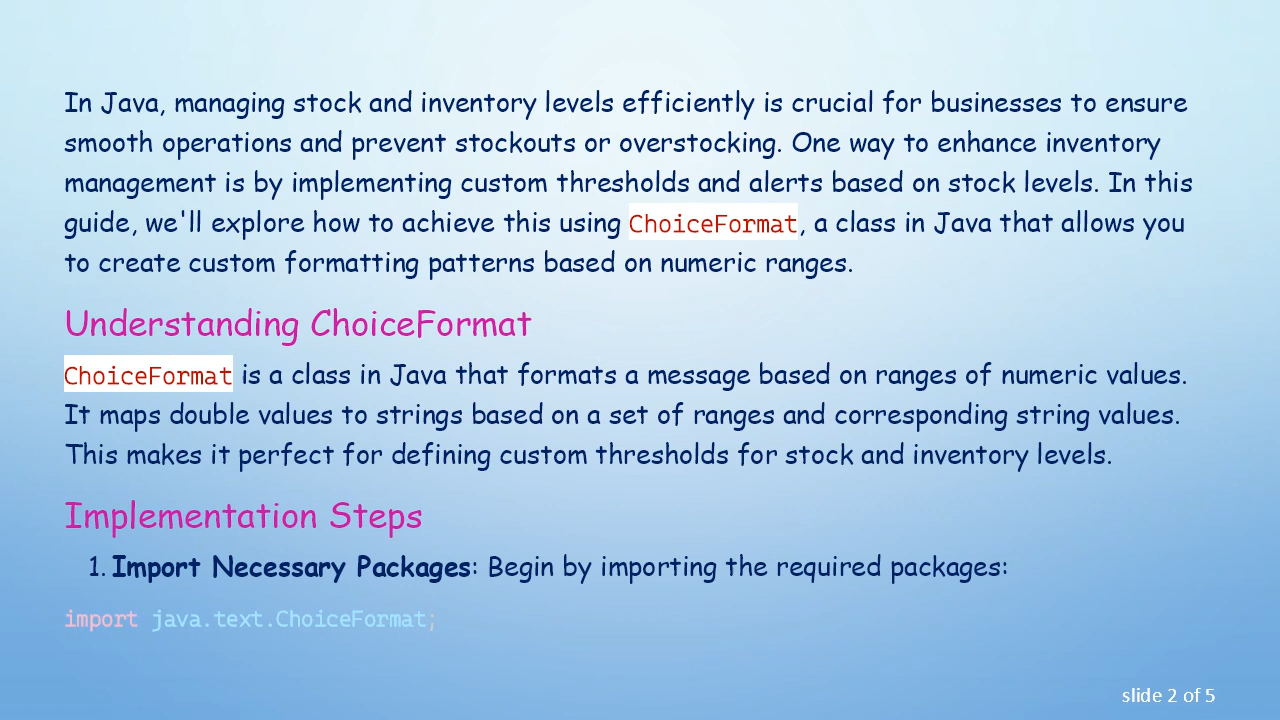 In Java, managing stock and inventory levels efficiently is crucial for businesses to ensure
smooth operations and prevent stockouts or overstocking. One way to enhance inventory
management is by implementing custom thresholds and alerts based on stock levels. In this
guide, we'll explore how to achieve this using ChoiceFormat, a class in Java that allows you
to create custom formatting patterns based on numeric ranges.
Understanding ChoiceFormat
ChoiceFormat is a class in Java that formats a message based on ranges of numeric values.
It maps double values to strings based on a set of ranges and corresponding string values.
This makes it perfect for defining custom thresholds for stock and inventory levels.
Implementation Steps
1. Import Necessary Packages: Begin by importing the required packages:
import java.text.ChoiceFormat;
slide 2 of 5